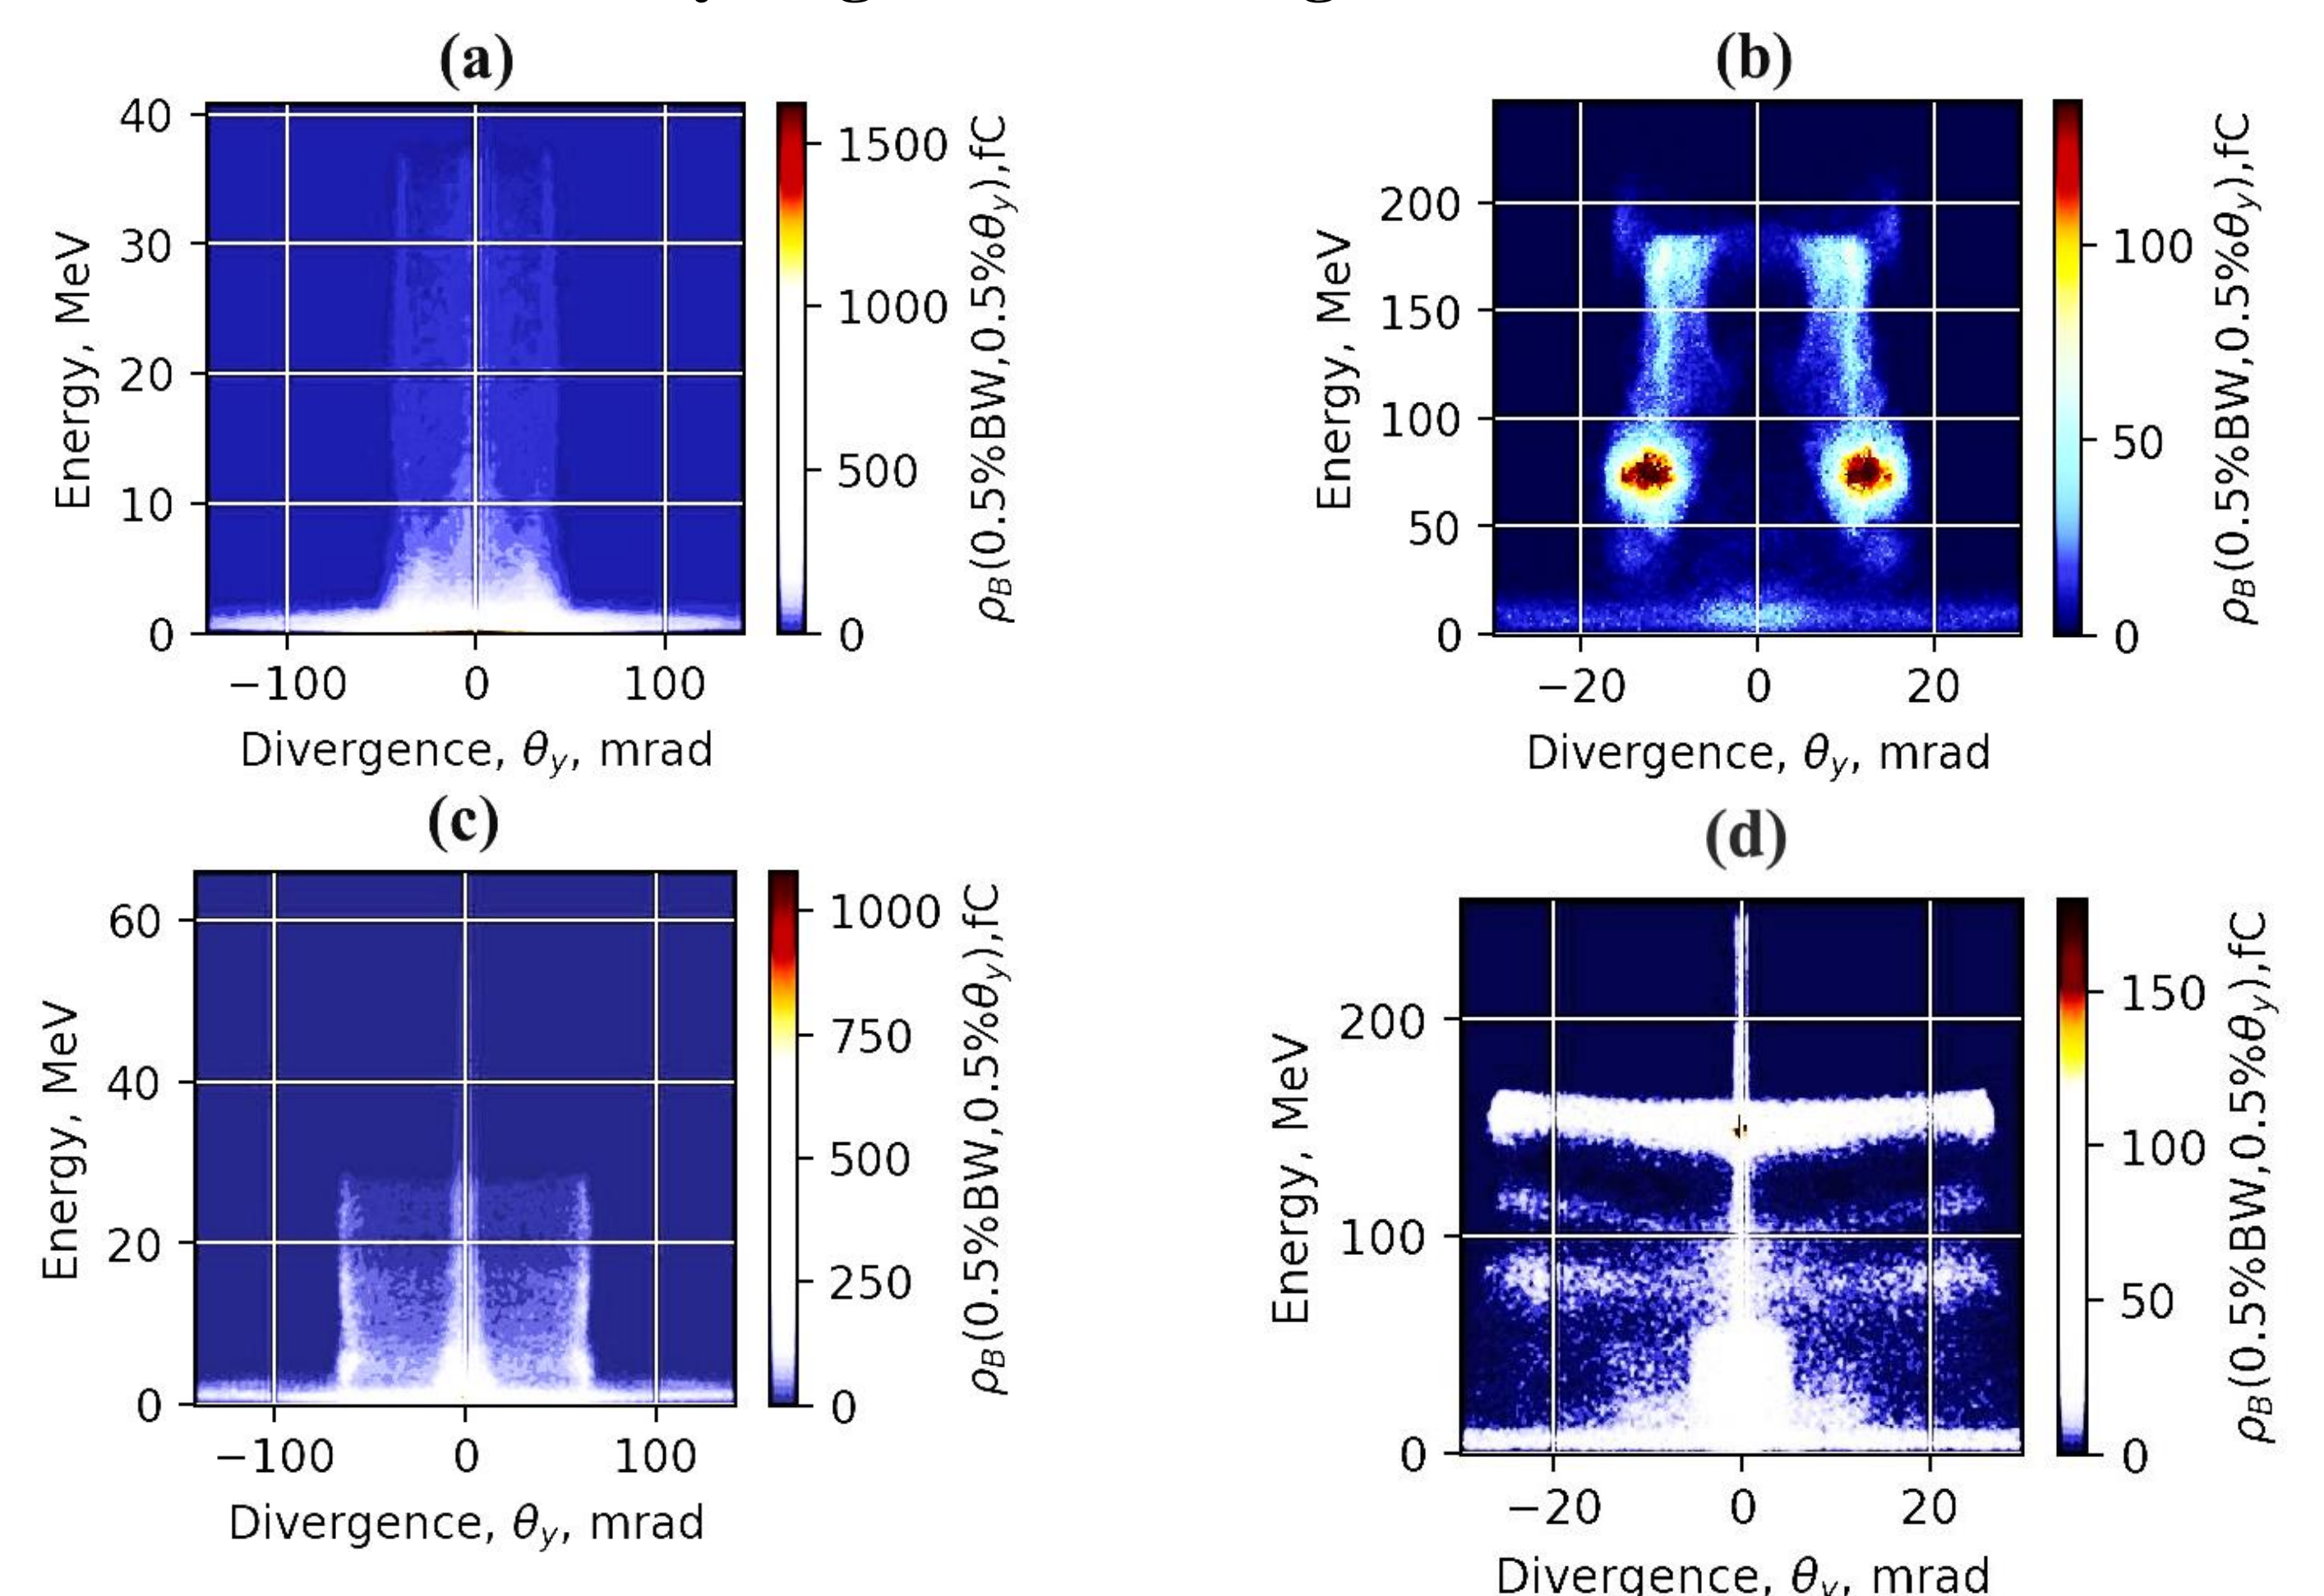 (a)
40
30
20
10
0
Energy, MeV
−100 0 100
Divergence, θy, mrad
1500
1000
500
0
ρB(0.5%BW,0.5%θy),fC
(b)
200
150
100
50
0
Energy, MeV
−20 0 20
Divergence, θy, mrad
100
50
0
ρB(0.5%BW,0.5%θy),fC
(c)
60
40
20
0
Energy, MeV
−100 0 100
Divergence, θy, mrad
1000
750
500
250
0
ρB(0.5%BW,0.5%θy),fC
(d)
200
100
0
Energy, MeV
−20 0 20
Divergence, θy, mrad
150
100
50
0
ρB(0.5%BW,0.5%θy),fC